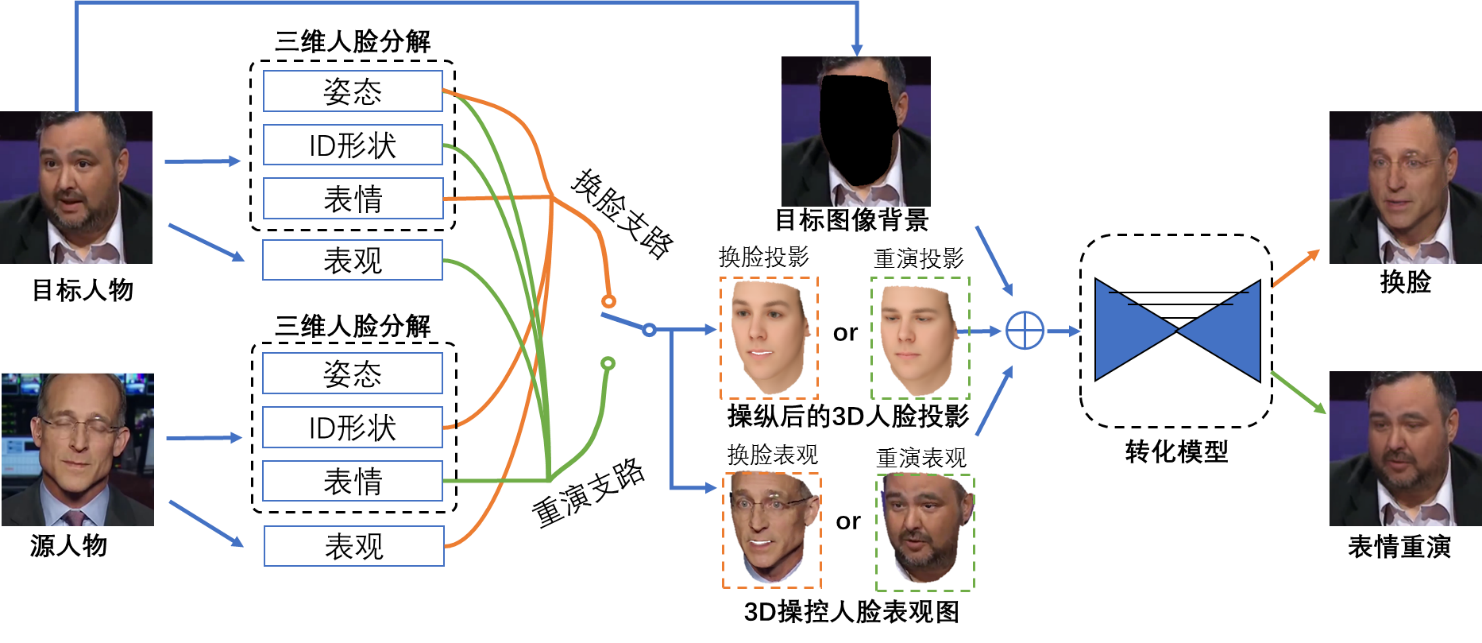 三维人脸分解
姿态
ID形状
表情
表观
目标人物
三维人脸分解
姿态
ID形状
表情
表观
源人物
换脸支路
重演支路
目标图像背景
换脸投影
重演投影
or
操纵后的3D人脸投影
换脸表观
重演表观
or
3D操控人脸表观图
转化模型
换脸
表情重演